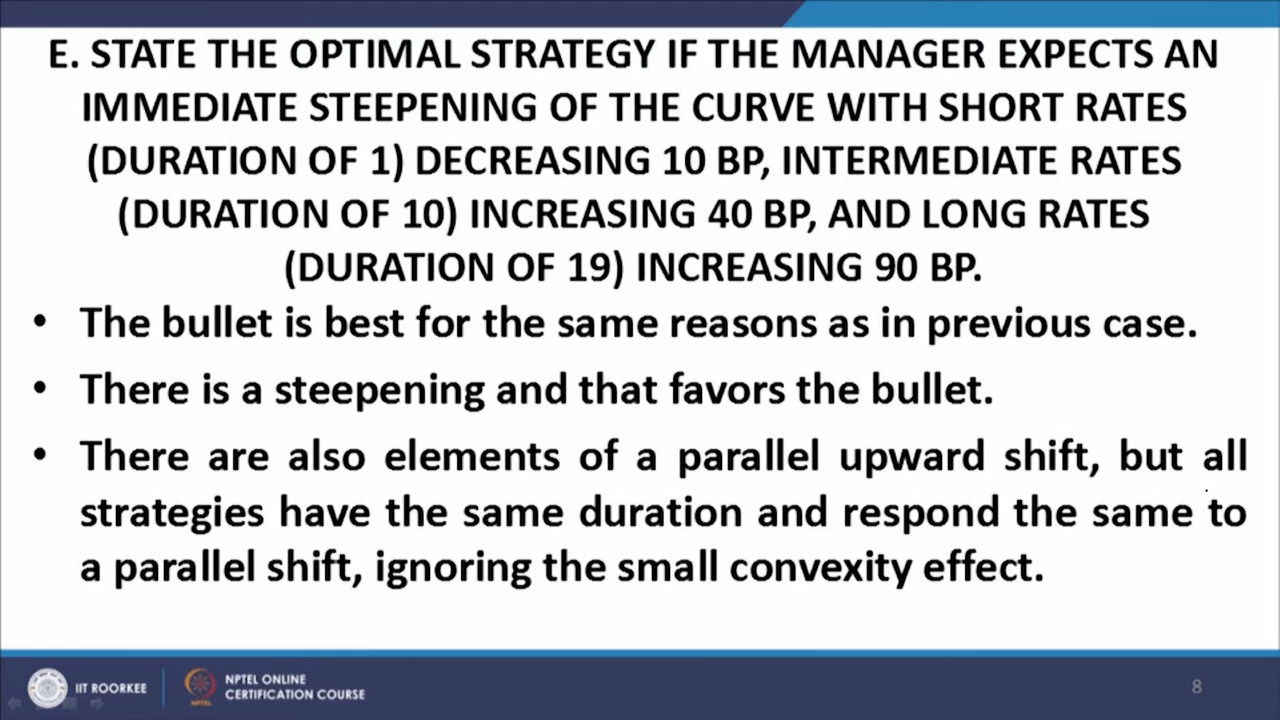 E. STATE THE OPTIMAL STRATEGY IF THE MANAGER EXPECTS AN
IMMEDIATE STEEPENING OF THE CURVE WITH SHORT RATES
(DURATION OF 1) DECREASING 10 BP, INTERMEDIATE RATES
(DURATION OF 10) INCREASING 40 BP, AND LONG RATES
(DURATION OF 19) INCREASING 90 BP.
• The bullet is best for the same reasons as in previous case.
• There is a steepening and that favors the bullet.
• There are also elements of a parallel upward shift, but all
strategies have the same duration and respond the same to
a parallel shift, ignoring the small convexity effect.
IIT ROORKEE
NPTEL
NPTEL ONLINE
CERTIFICATION COURSE
8